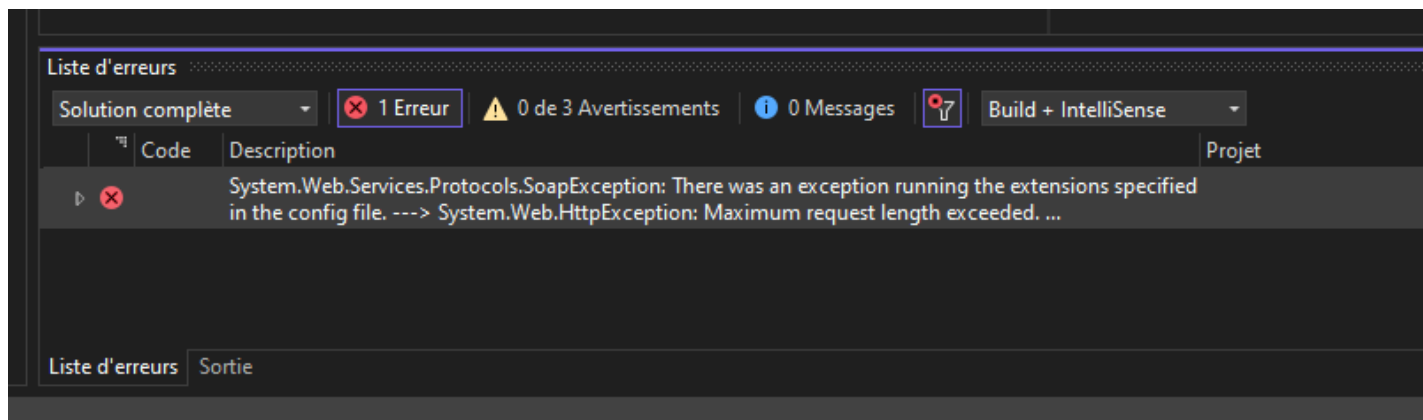 Liste d'erreurs
Solution complète
1 Erreur
0 de 3 Avertissements
0 Messages
Build + IntelliSense
Code
Description
Projet
System.Web.Services.Protocols.SoapException: There was an exception running the extensions specified
in the config file. ---> System.Web.HttpException: Maximum request length exceeded. ...
Liste d'erreurs
Sortie